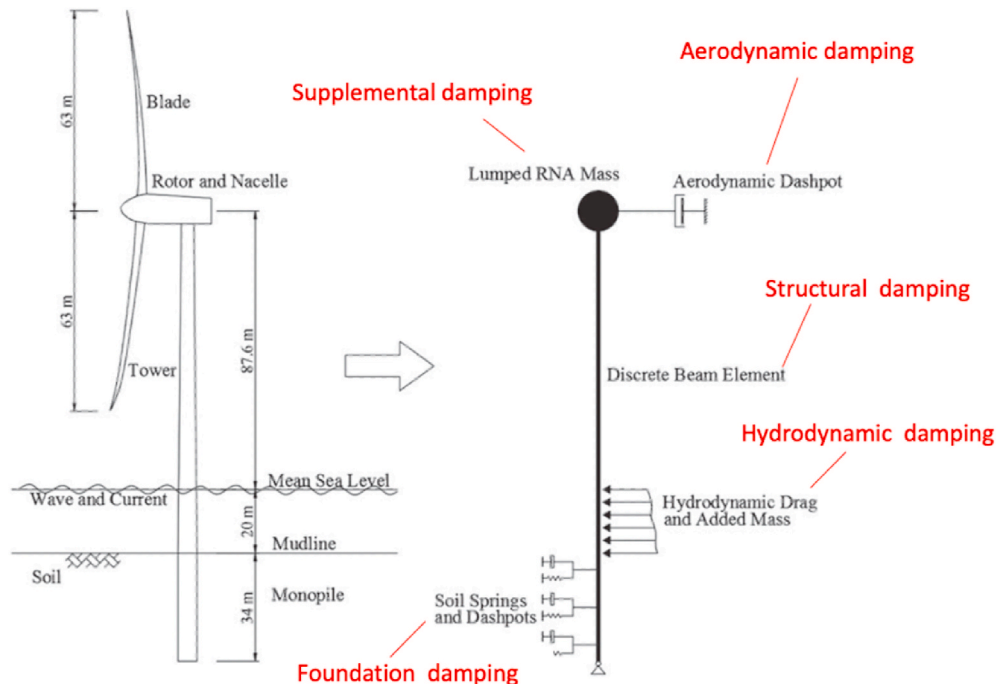 Aerodynamic damping
Supplemental damping
63 m
Blade
Rotor and Nacelle
Lumped RNA Mass
Aerodynamic Dashpot
63 m
Tower
87.6 m
Structural damping
Discrete Beam Element
Hydrodynamic damping
Mean Sea Level
Wave and Current
20 m
Hydrodynamic Drag
and Added Mass
Mudline
Soil
Monopile
34 m
Soil Springs
and Dashpots
Foundation damping